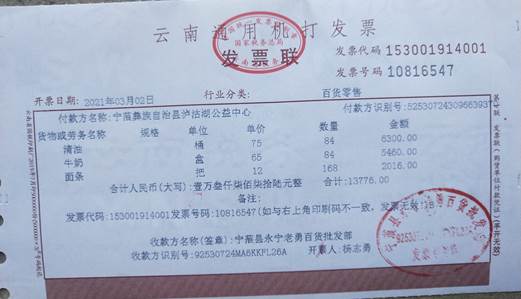 云南通用机打发票
国家税务总局
发票联
发票代码 153001914001
发票号码 10816547
开票日期: 2021年03月02日 行业分类: 百货零售
付款方名称:宁蒗彝族自治县泸沽湖公益中心 付款方识别号:
货物或劳务名称 规格 单位 单价 数量 金额
清油 桶 75 84 6300.00
牛奶 盒 65 84 5460.00
面条 把 12 168 2016.00
合计人民币(大写):壹万叁仟柒佰柒拾陆元整 合计:13776.00
备注:
发票代码:153001914001发票号码:10816547(如与右上角印刷码不一致,发票无效)
收款方名称(签章): 宁蒗县永宁老勇百货批发部
收款方识别号:92530724MA6KKFL26A 开票人: 杨志勇